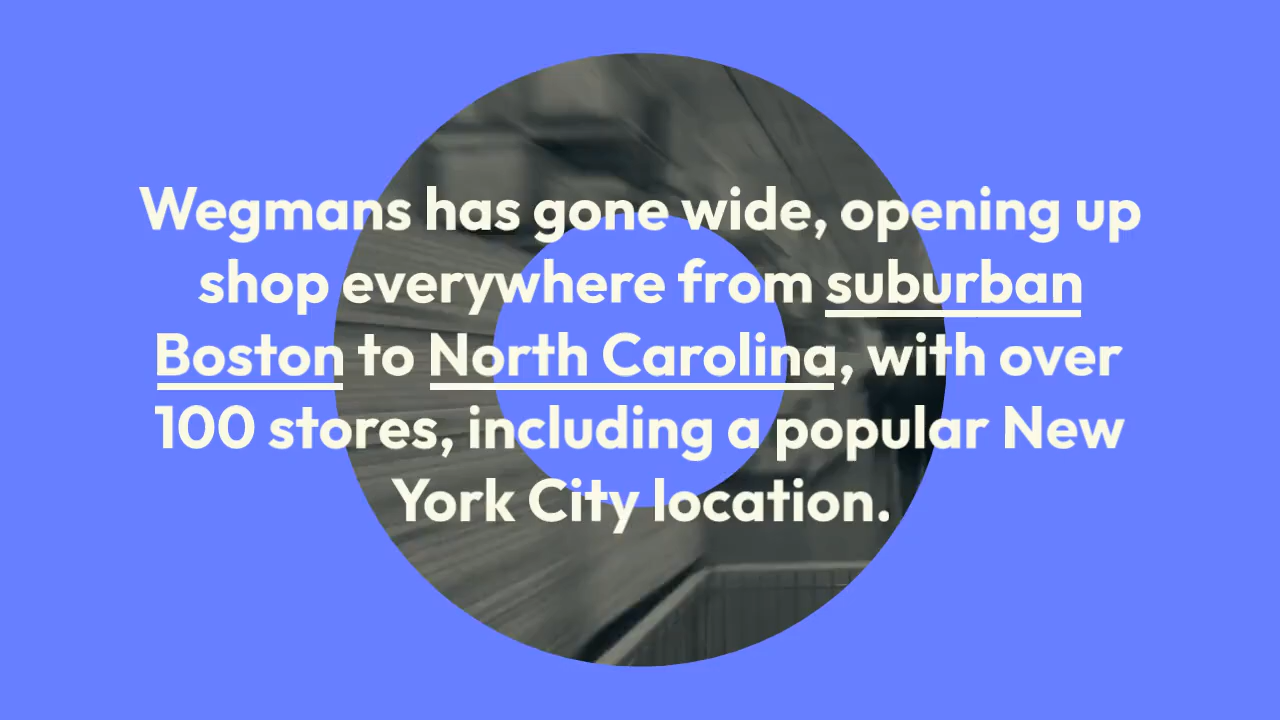 Wegmans has gone wide, opening up
shop everywhere from suburban
Boston to North Carolina, with over
100 stores, including a popular New
York City location.